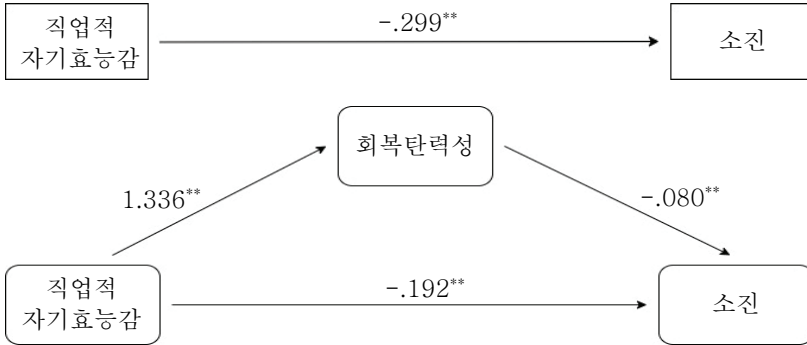 직업적
자기효능감
-.299**
소진
회복탄력성
1.336**
-.080**
직업적
자기효능감
-.192**
소진